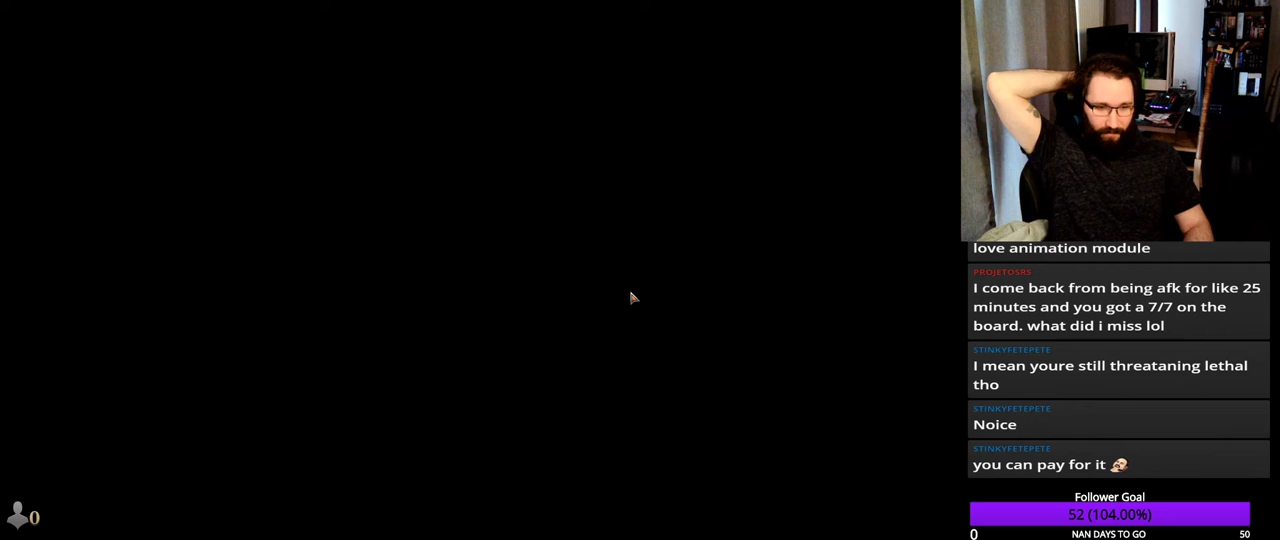 love animation module
PROJETOSRS
I come back from being afk for like 25
minutes and you got a 7/7 on the
board. what did i miss lol
STINKYFETEPETE
I mean youre still threataning lethal
tho
STINKYFETEPETE
Noice
STINKYFETEPETE
you can pay for it
Follower Goal
52 (104.00%)
0 NAN DAYS TO GO 50
0